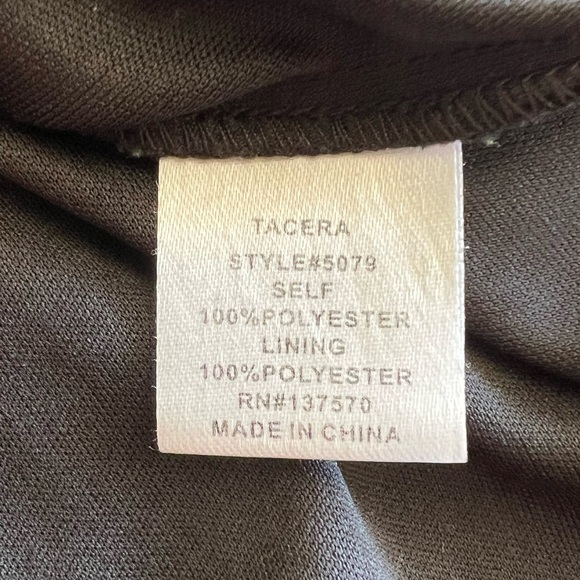 TACERA
STYLE#5079
SELF
100%POLYESTER
LINING
100%POLYESTER
RN#137570
MADE IN CHINA